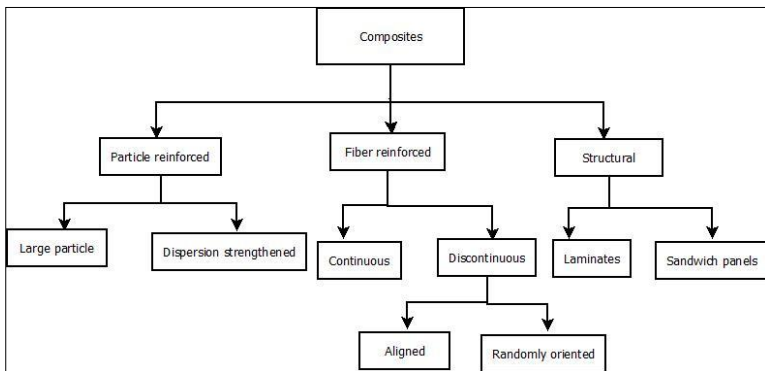 Composites
Particle reinforced
Fiber reinforced
Structural
Large particle
Dispersion strengthened
Continuous
Discontinuous
Laminates
Sandwich panels
Aligned
Randomly oriented